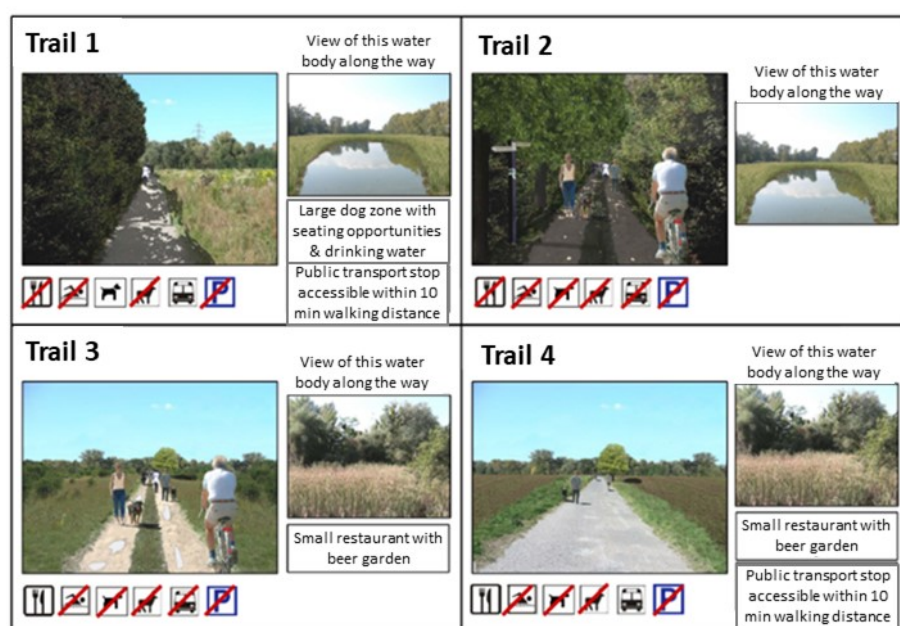 Trail 1
View of this water
body along the way
Large dog zone with
seating opportunities
& drinking water
Public transport stop
accessible within 10
min walking distance
P
Trail 2
View of this water
body along the way
P
Trail 3
View of this water
body along the way
Small restaurant with
beer garden
P
Trail 4
View of this water
body along the way
Small restaurant with
beer garden
Public transport stop
accessible within 10
min walking distance
P